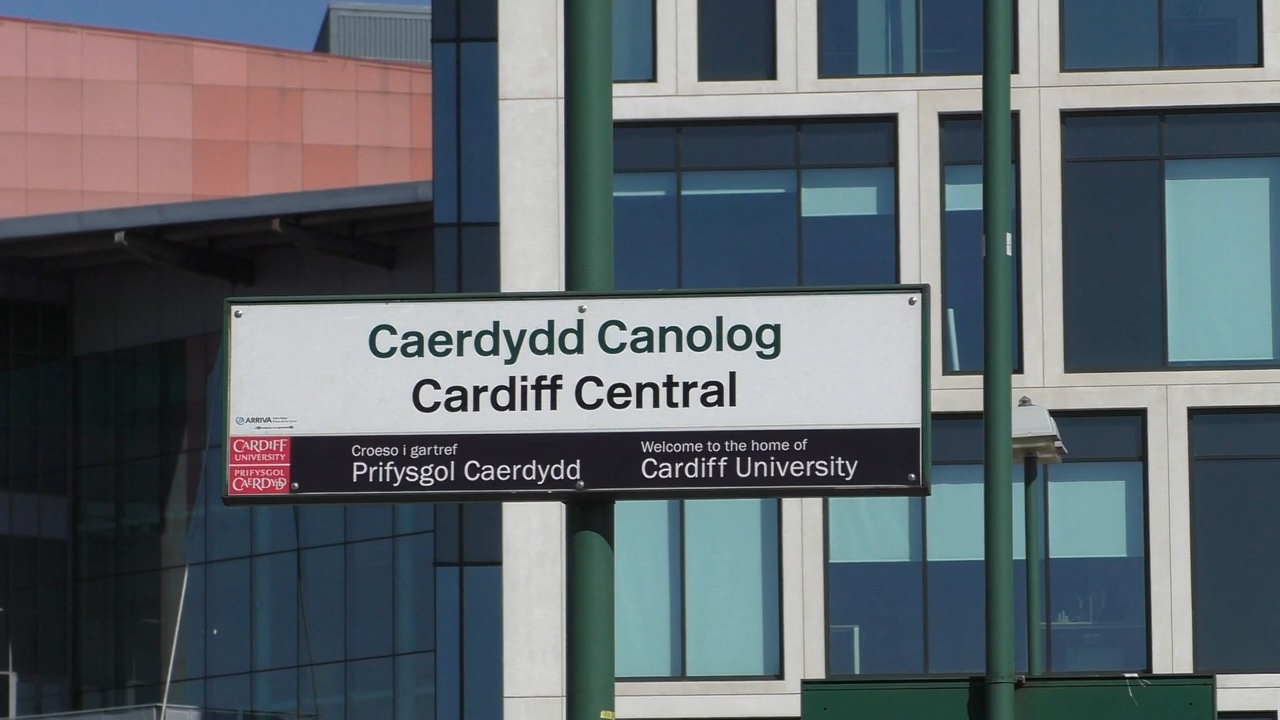 Caerdydd Canolog
Cardiff Central
ARRIVA
CARDIFF
UNIVERSITY
PRIFYSGOL
CAERDYDD
Croeso i gartref
Prifysgol Caerdydd
Welcome to the home of
Cardiff University